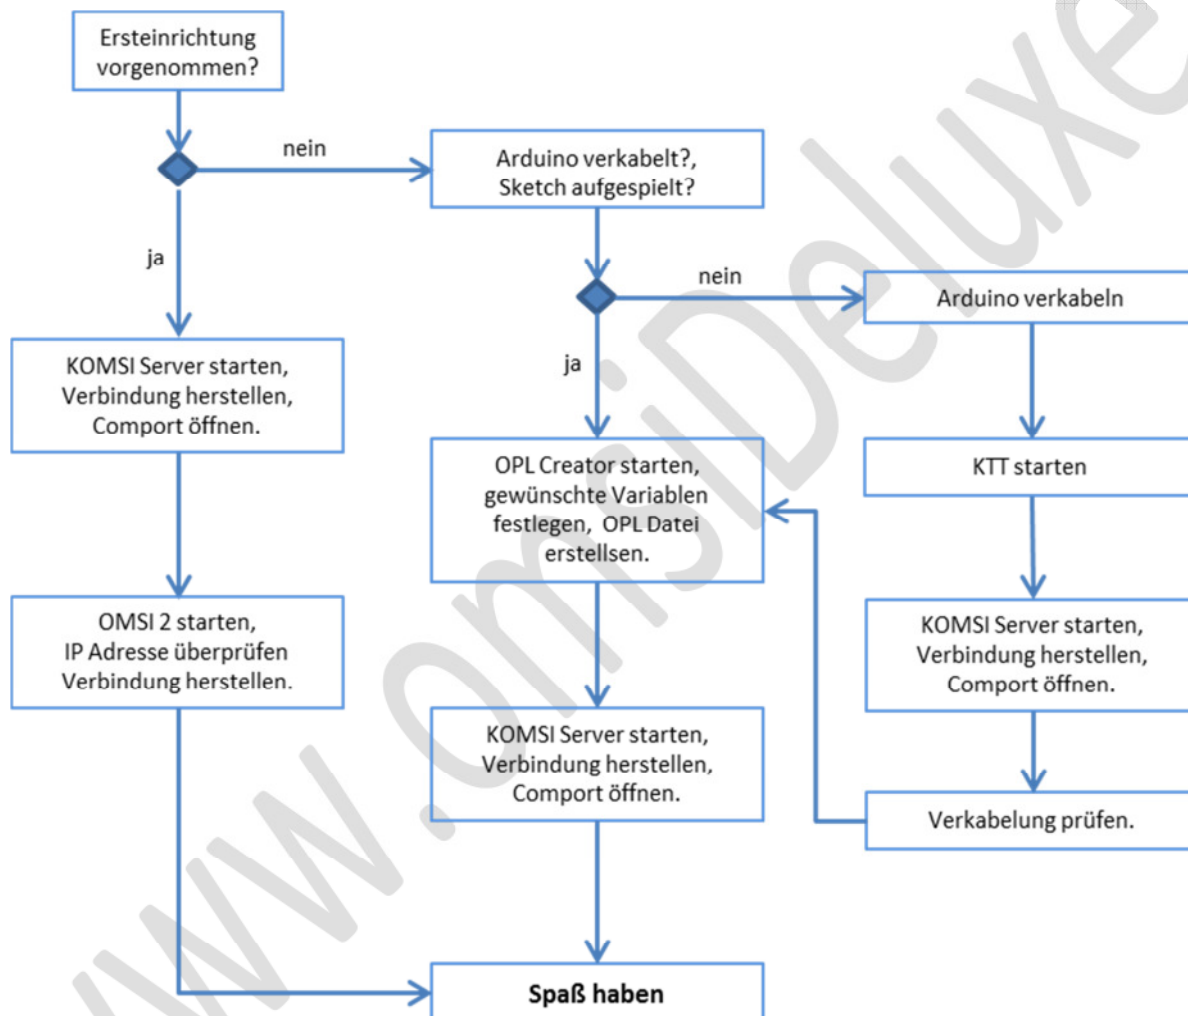 Ersteinrichtung
vorgenommen?
nein
Arduino verkabelt?,
Sketch aufgespielt?
ja
nein
Arduino verkabeln
KOMSI Server starten,
Verbindung herstellen,
Comport öffnen.
ja
OPL Creator starten,
gewünschte Variablen
festlegen, OPL Datei
erstellsen.
KTT starten
OMSI 2 starten,
IP Adresse überprüfen
Verbindung herstellen.
KOMSI Server starten,
Verbindung herstellen,
Comport öffnen.
KOMSI Server starten,
Verbindung herstellen,
Comport öffnen.
Verkabelung prüfen.
Spaß haben
www.omsiDeluxe